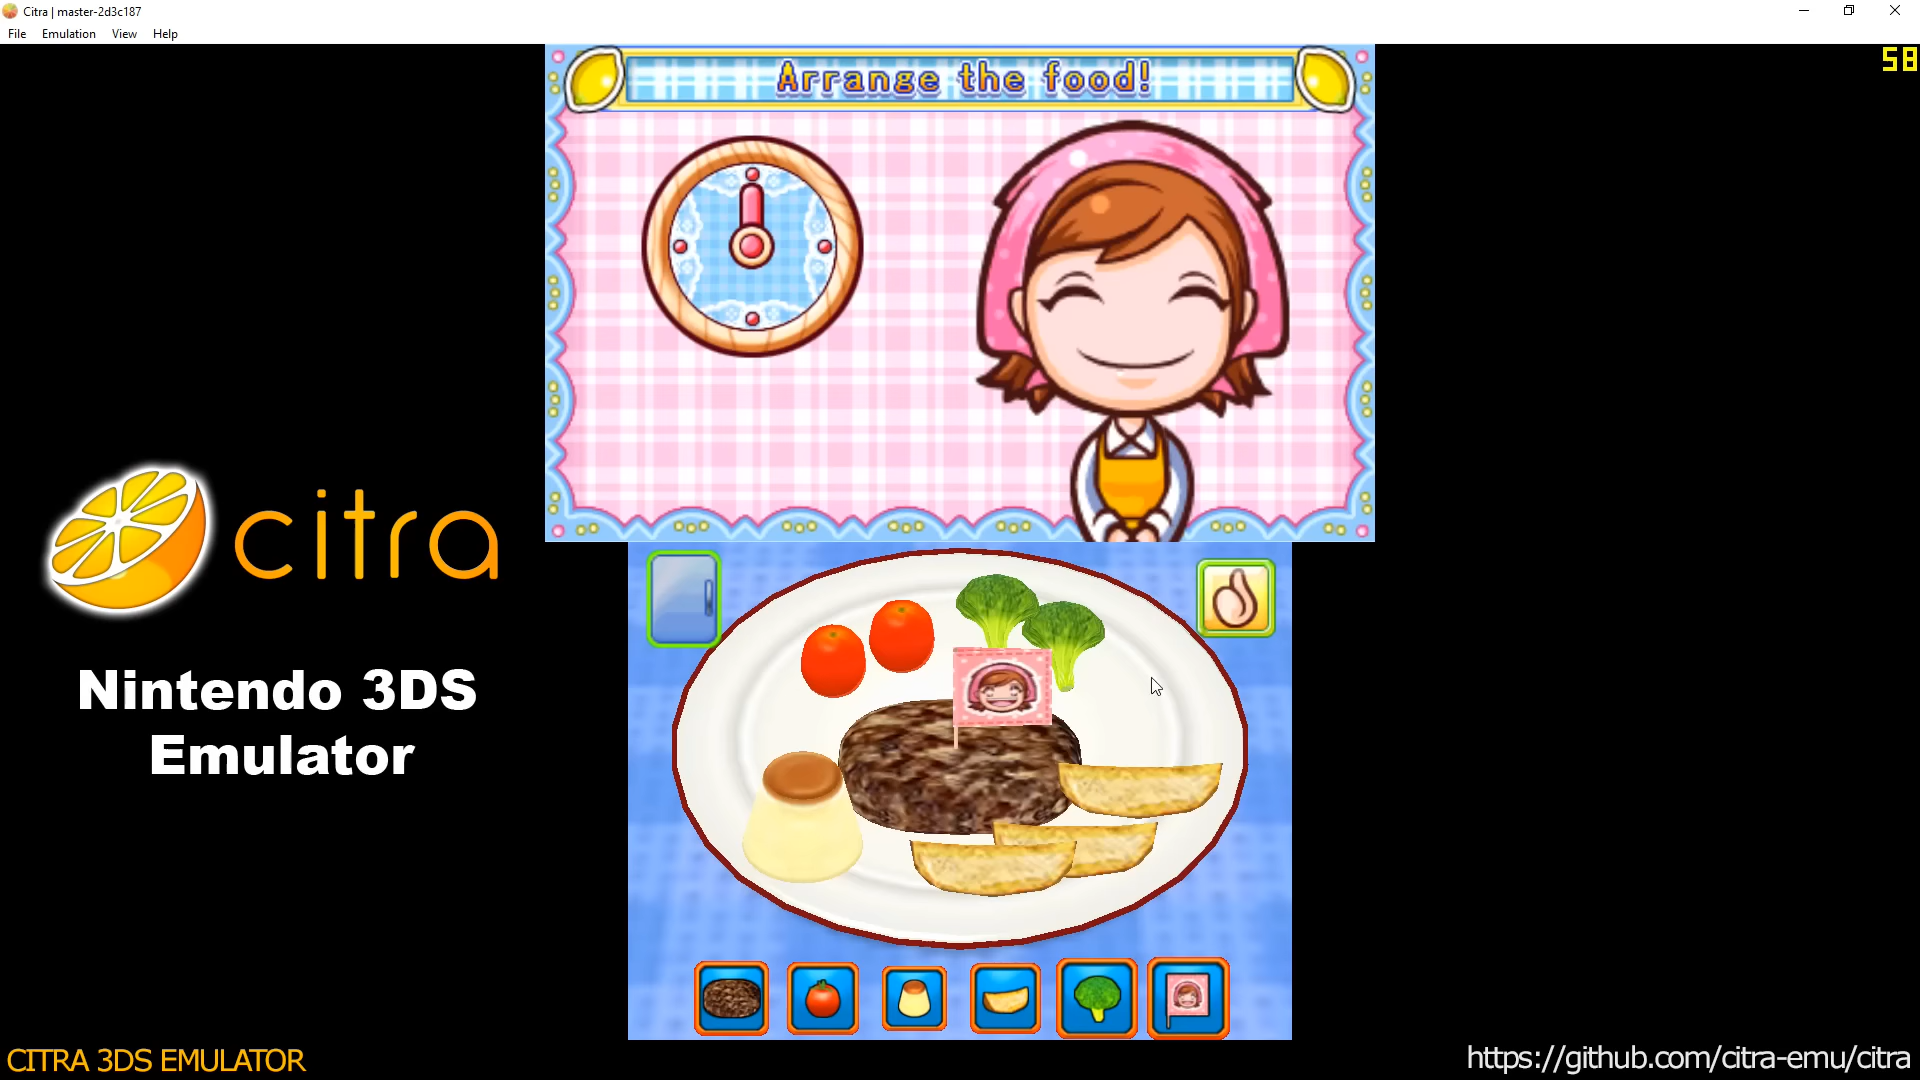 Citra | master-2d3c187
File Emulation View Help
58
Arrange the food!
citra
Nintendo 3DS
Emulator
CITRA 3DS EMULATOR
https://github.com/citra-emu/citra